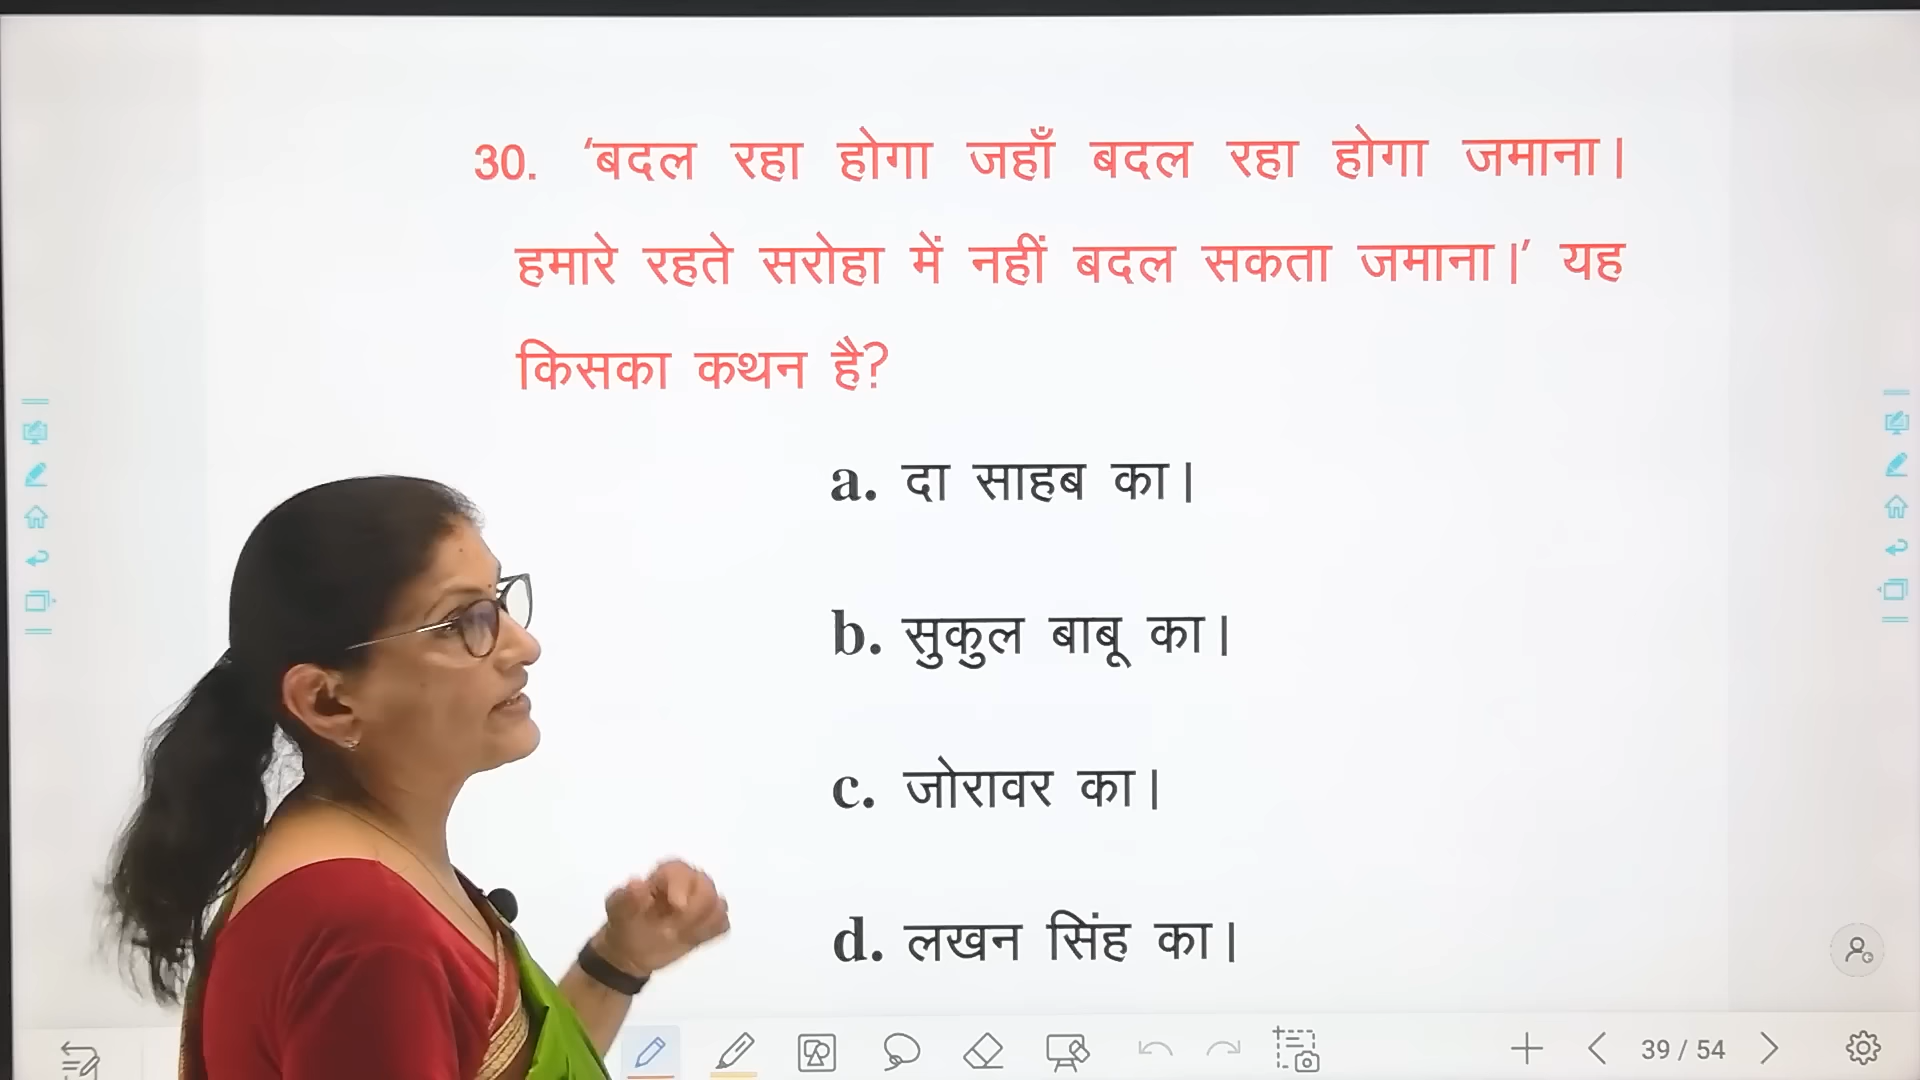 30. ‘बदल रहा होगा जहाँ बदल रहा होगा जमाना।
हमारे रहते सरोहा में नहीं बदल सकता जमाना।’ यह
किसका कथन है?
a. दा साहब का।
b. सुकुल बाबू का।
c. जोरावर का।
d. लखन सिंह का।
39 / 54